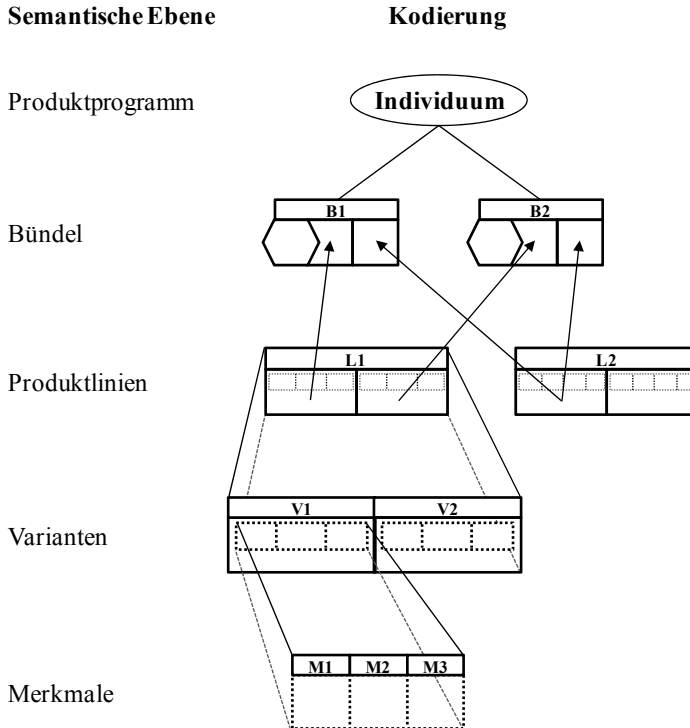 Semantische Ebene Kodierung
Produktprogramm Individuum
B1 B2
Bündel
L1 L2
Produktlinien
V1 V2
Varianten
M1 M2 M3
Merkmale